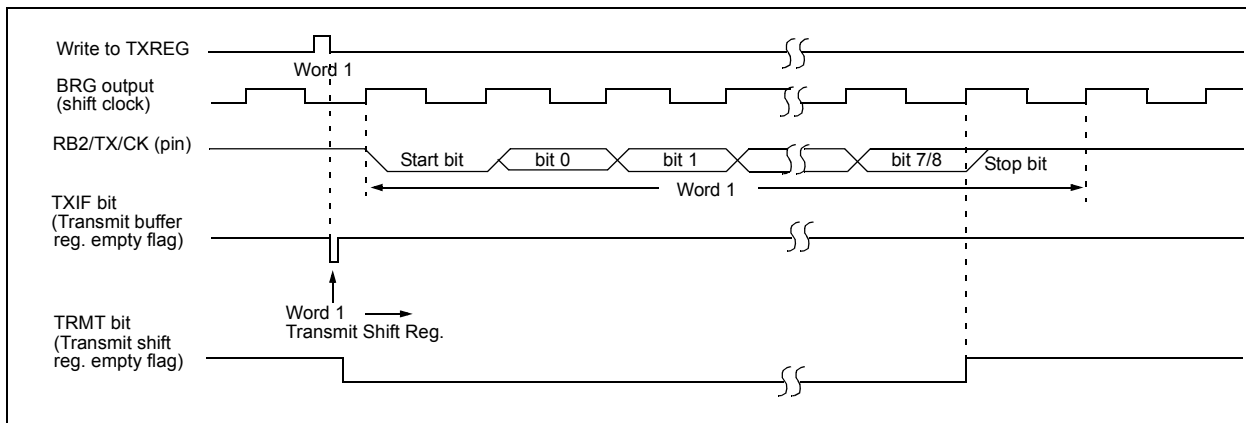 Write to TXREG
Word 1
BRG output
(shift clock)
RB2/TX/CK (pin)
Start bit
bit 0
bit 1
bit 7/8
Stop bit
Word 1
TXIF bit
(Transmit buffer
reg. empty flag)
Word 1
Transmit Shift Reg.
TRMT bit
(Transmit shift
reg. empty flag)